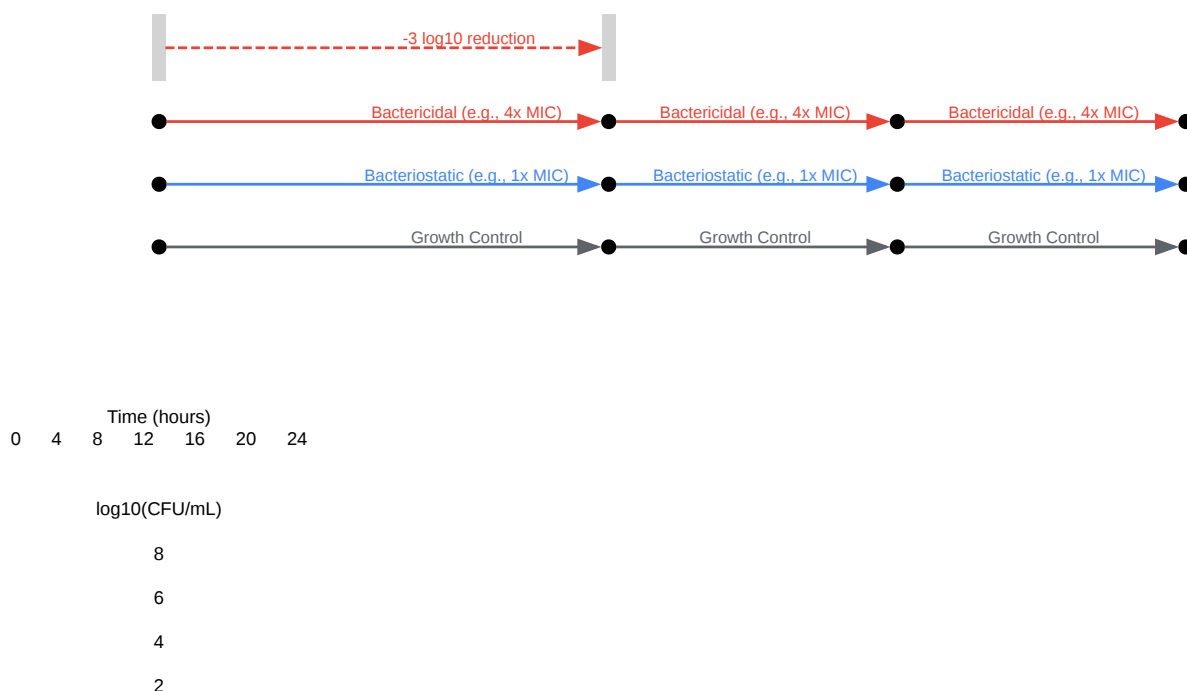 -3 log10 reduction
Bactericidal (e.g., 4x MIC) Bactericidal (e.g., 4x MIC) Bactericidal (e.g., 4x MIC)
Bacteriostatic (e.g., 1x MIC) Bacteriostatic (e.g., 1x MIC) Bacteriostatic (e.g., 1x MIC)
Growth Control Growth Control Growth Control
Time (hours)
0 4 8 12 16 20 24
log10(CFU/mL)
8
6
4
2